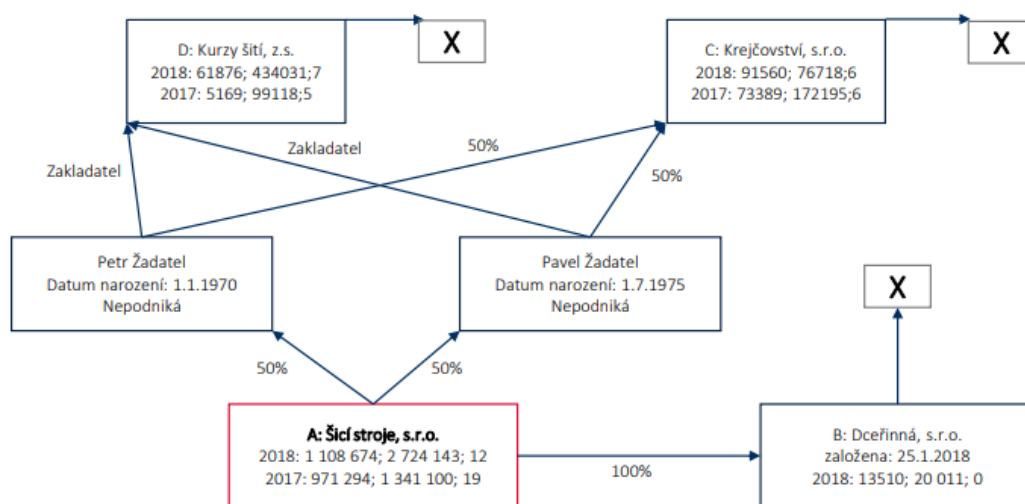 D: Kurzy šití, z.s.
2018: 61876; 434031;7
2017: 5169; 99118;5
X
C: Krejčovství, s.r.o.
2018: 91560; 76718;6
2017: 73389; 172195;6
X
Zakladatel
Zakladatel
50%
50%
Petr Žadatel
Datum narození: 1.1.1970
Nepodniká
Pavel Žadatel
Datum narození: 1.7.1975
Nepodniká
X
50%
50%
A: Šicí stroje, s.r.o.
2018: 1 108 674; 2 724 143; 12
2017: 971 294; 1 341 100; 19
100%
B: Dceřinná, s.r.o.
založena: 25.1.2018
2018: 13510; 20 011; 0